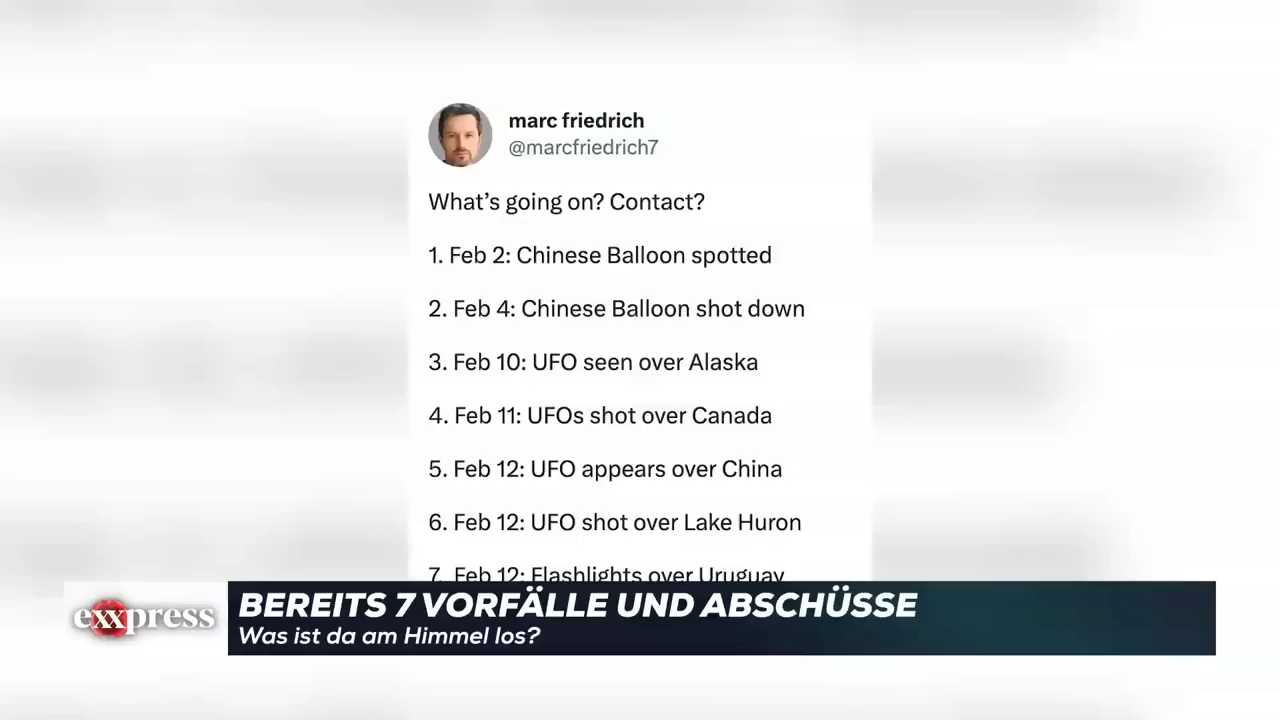 marc friedrich
@marcfriedrich7
What’s going on? Contact?
1. Feb 2: Chinese Balloon spotted
2. Feb 4: Chinese Balloon shot down
3. Feb 10: UFO seen over Alaska
4. Feb 11: UFOs shot over Canada
5. Feb 12: UFO appears over China
6. Feb 12: UFO shot over Lake Huron
7. Feb 12: Flashlights over Uruguay
exxpress
BEREITS 7 VORFÄLLE UND ABSCHÜSSE
Was ist da am Himmel los?